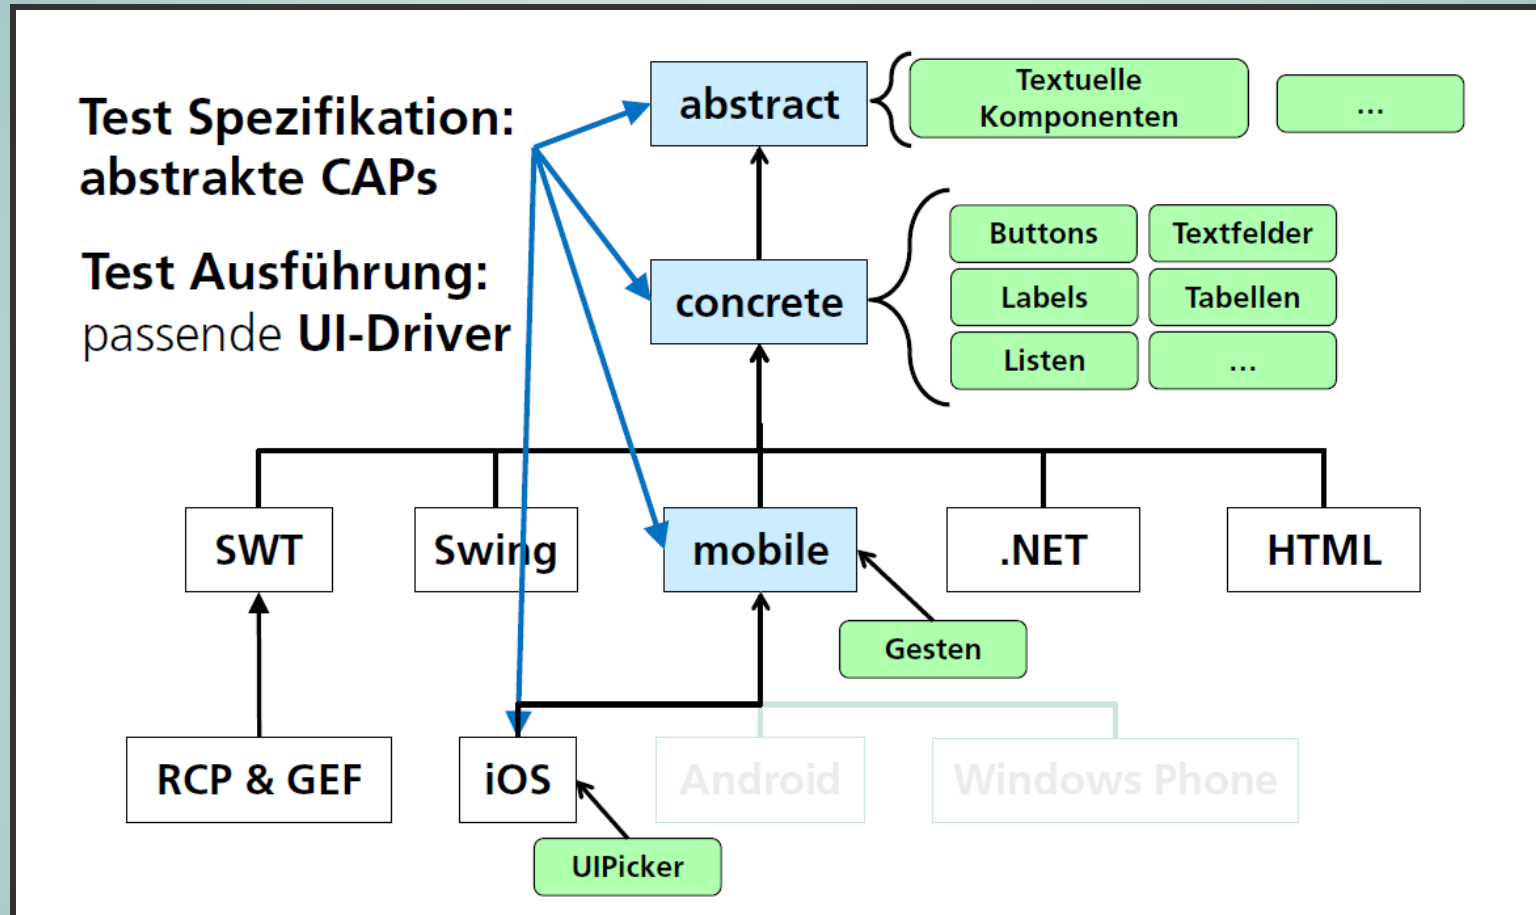 Test Spezifikation:
abstrakte CAPs
Test Ausführung:
passende UI-Driver
abstract
Textuelle
Komponenten
...
concrete
Buttons
Textfelder
Labels
Tabellen
Listen
...
SWT
Swing
mobile
.NET
HTML
Gesten
RCP & GEF
iOS
Android
Windows Phone
UIPicker